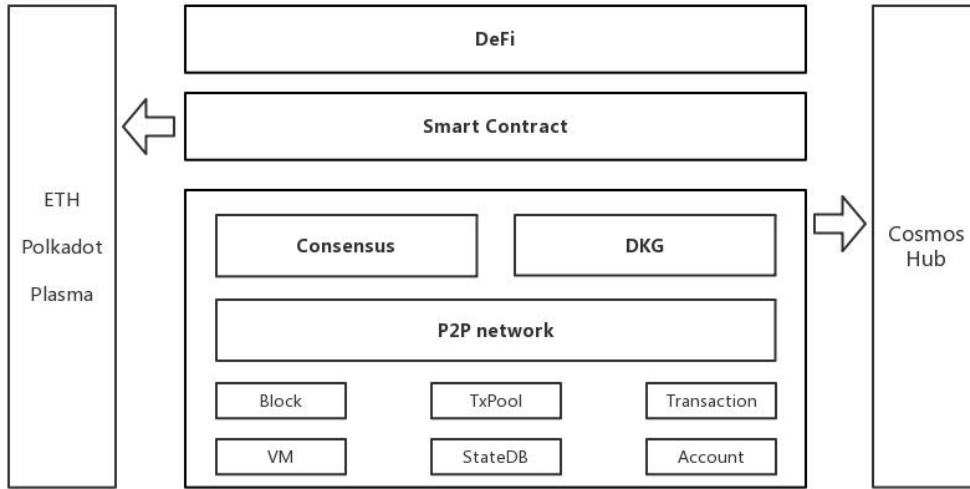 DeFi
Smart Contract
ETH
Polkadot
Plasma
Consensus
DKG
P2P network
Block
TxPool
Transaction
VM
StateDB
Account
Cosmos
Hub